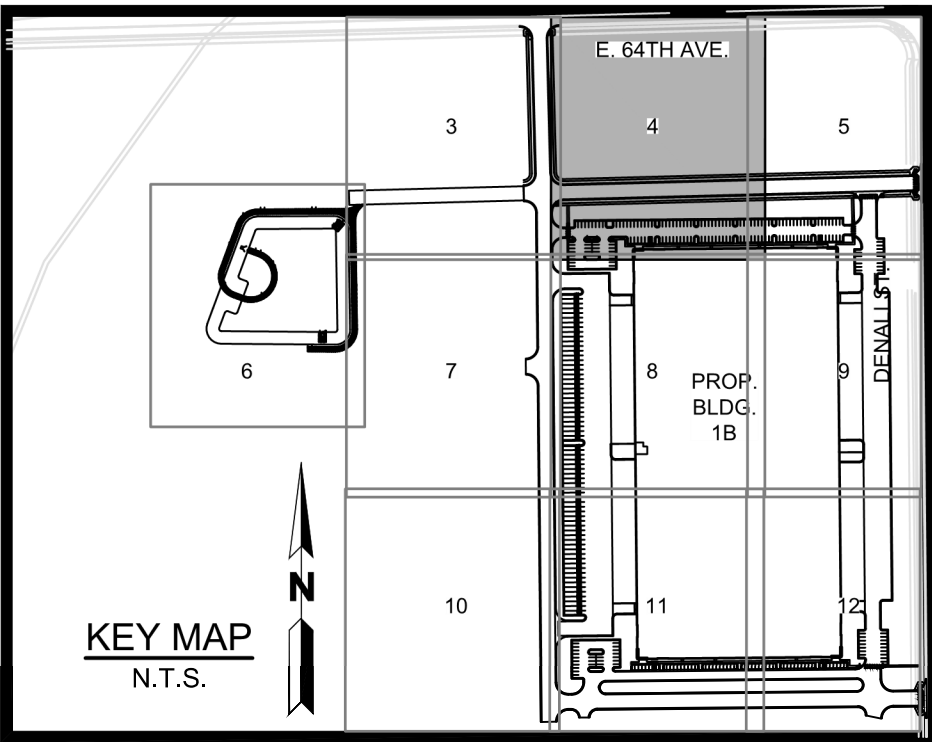 E. 64TH AVE.
3
4
5
6
7
8
9
PROP.
BLDG.
1B
DENALI ST.
10
11
12
N
KEY MAP
N.T.S.